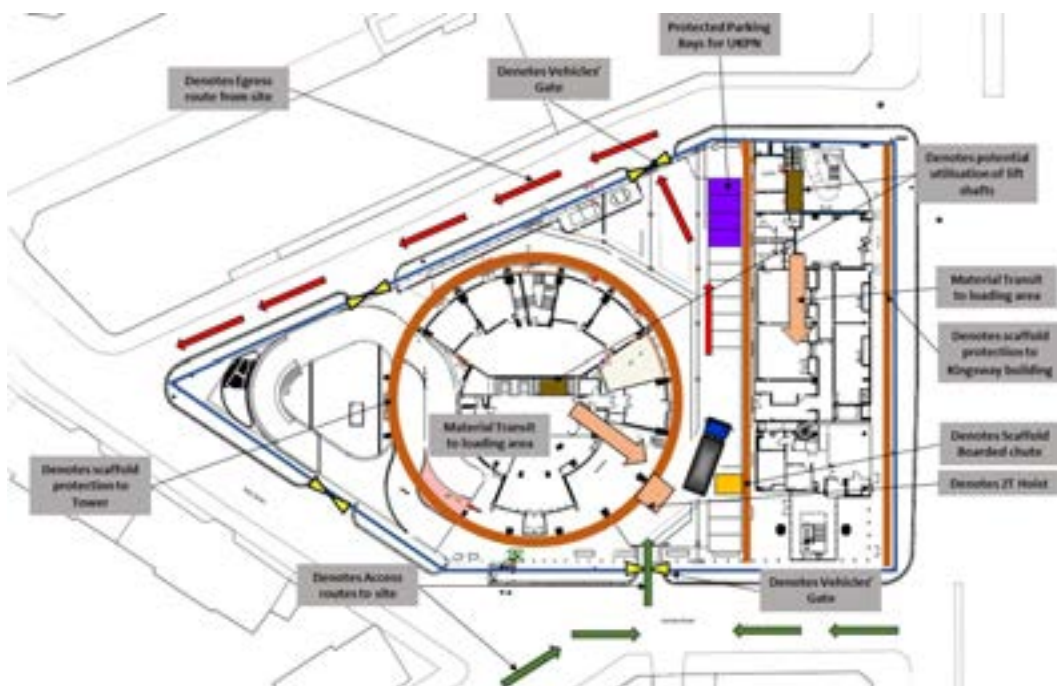 Protected Parking
Bays for UKPN
Denotes Vehicles'
Gate
Denotes Egress
route from site
Denotes potential
utilisation of lift
shafts
Material Transit
to loading area
Denotes scaffold
protection to
Kingsway building
Material Transit
to loading area
Denotes Scaffold
Boarded chute
Denotes scaffold
protection to
Tower
Denotes 2T Hoist
Denotes Access
routes to site
Denotes Vehicles'
Gate